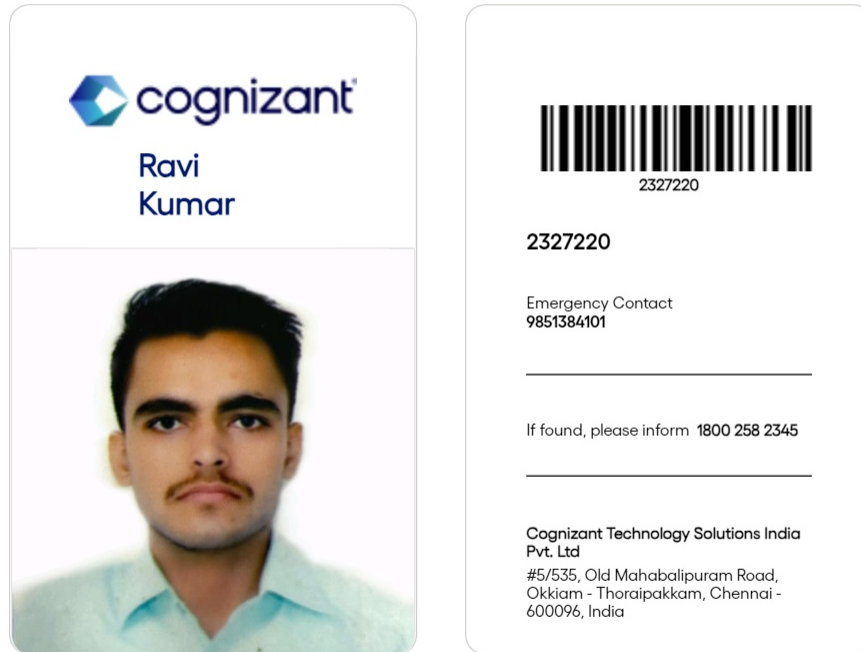 cognizant
Ravi
Kumar
2327220
2327220
Emergency Contact
9851384101
If found, please inform 1800 258 2345
Cognizant Technology Solutions India
Pvt. Ltd
#5/535, Old Mahabalipuram Road,
Okkiam - Thoraipakkam, Chennai -
600096, India